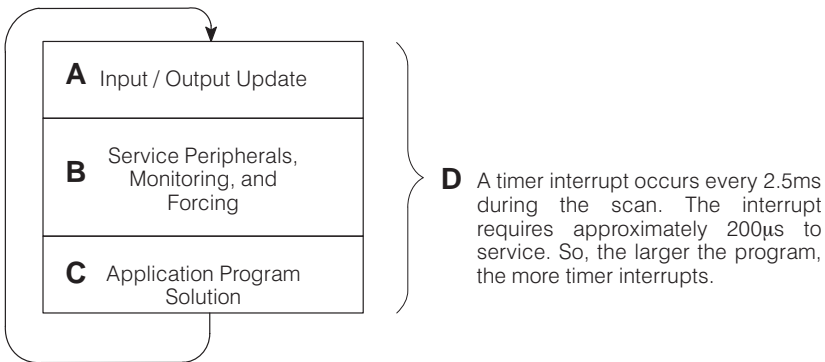 A Input / Output Update
B Service Peripherals,
Monitoring, and
Forcing
C Application Program
Solution
D A timer interrupt occurs every 2.5ms
during the scan. The interrupt
requires approximately 200μs to
service. So, the larger the program,
the more timer interrupts.